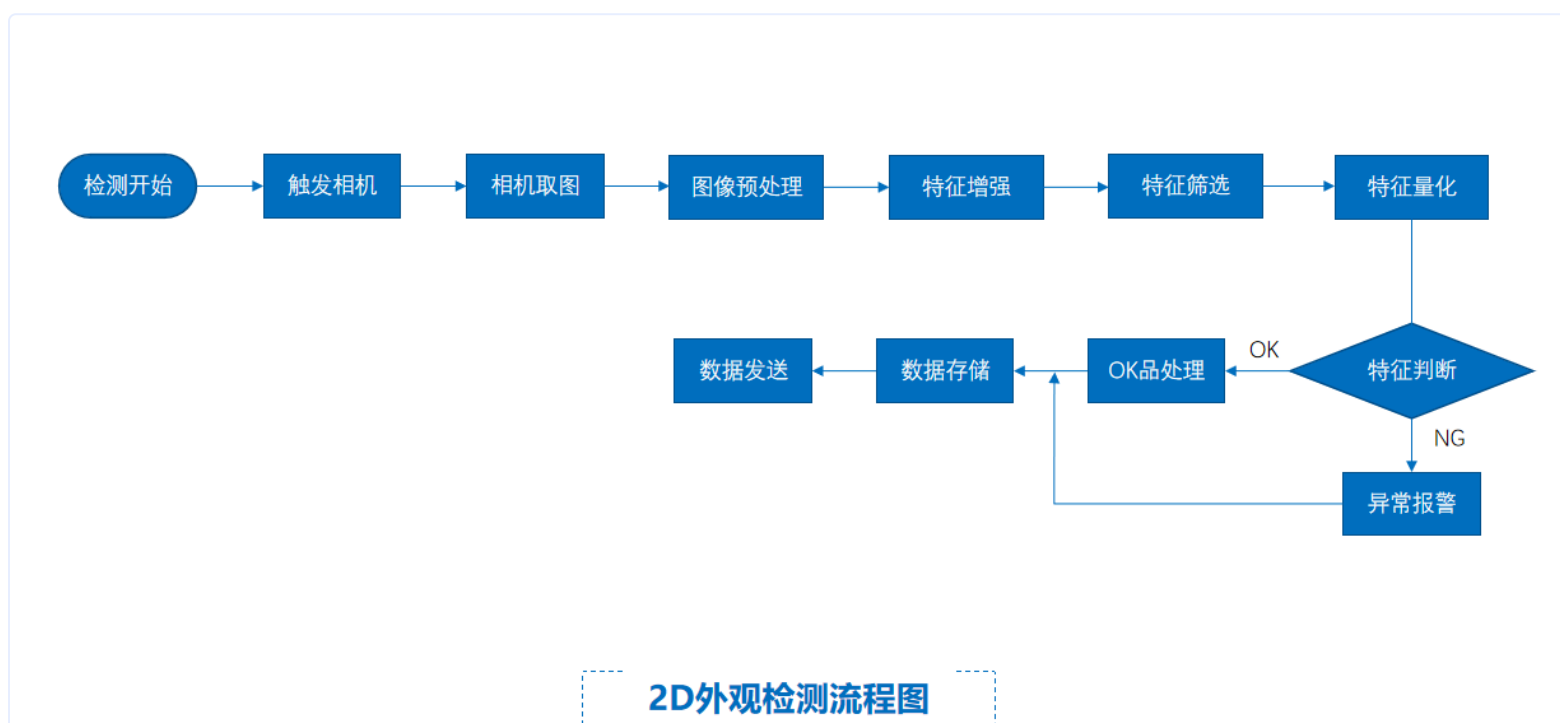 检测开始
触发相机
相机取图
图像预处理
特征增强
特征筛选
特征量化
特征判断
OK
OK品处理
数据存储
数据发送
NG
异常报警
2D外观检测流程图